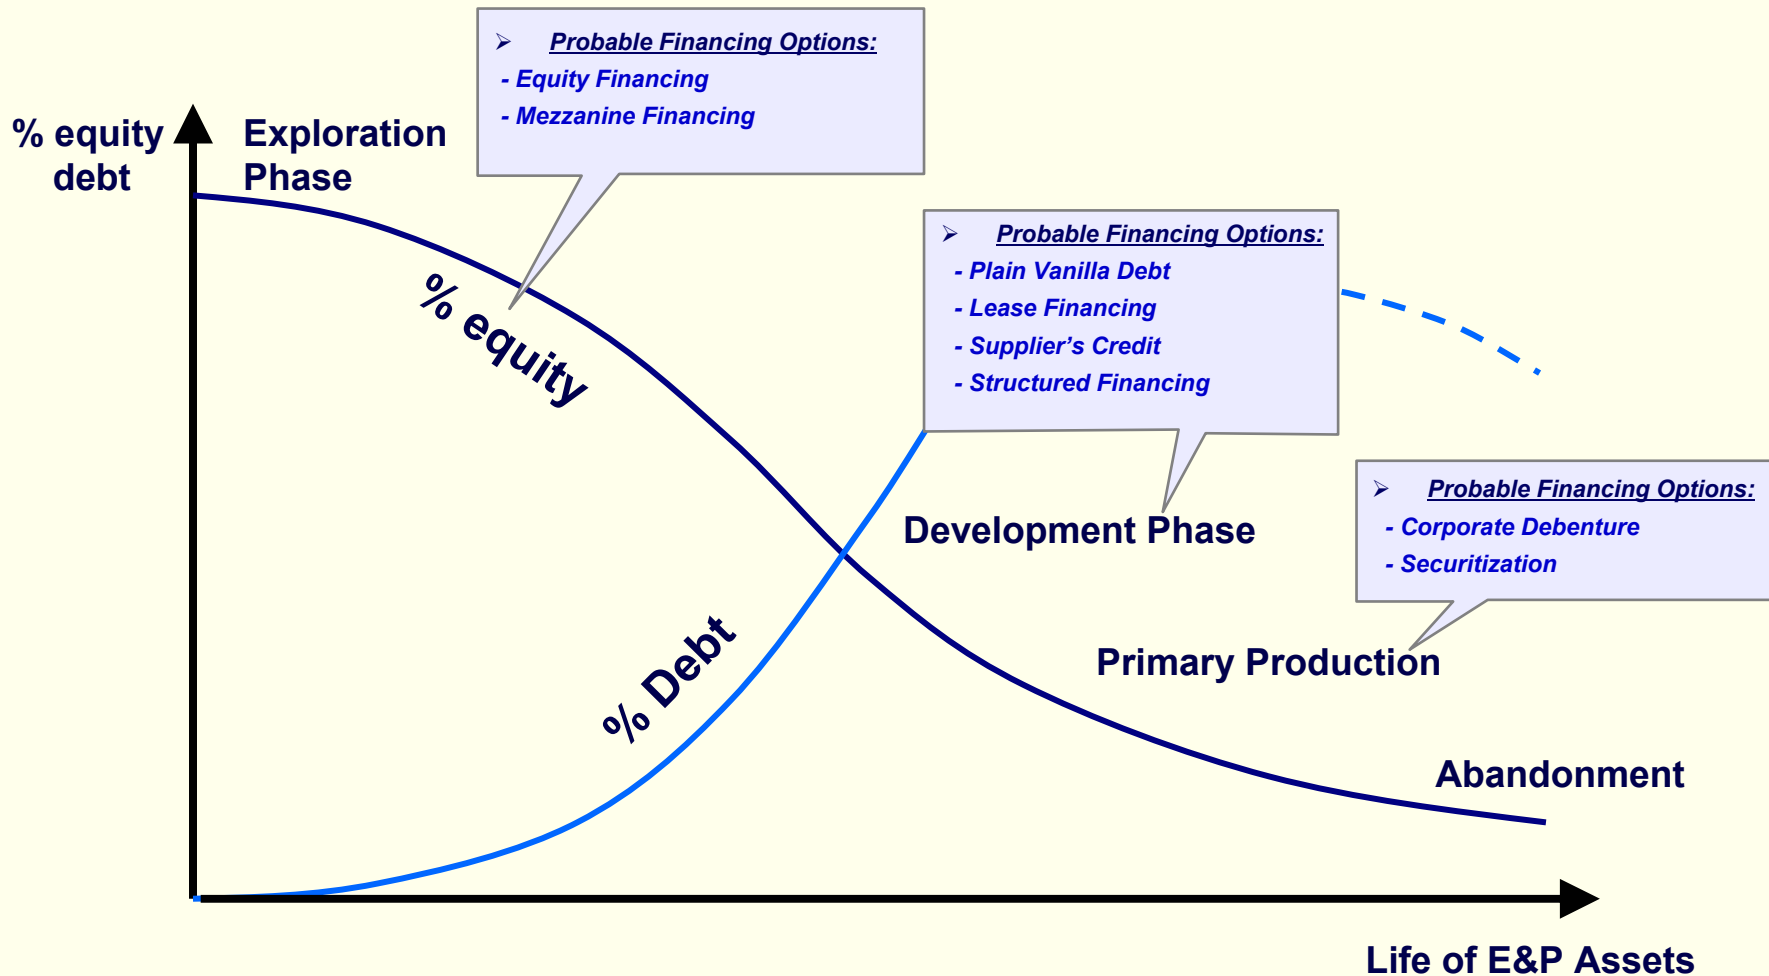 ➢ Probable Financing Options:
- Equity Financing
- Mezzanine Financing
% equity
debt
Exploration
Phase
% equity
➢ Probable Financing Options:
- Plain Vanilla Debt
- Lease Financing
- Supplier’s Credit
- Structured Financing
Development Phase
➢ Probable Financing Options:
- Corporate Debenture
- Securitization
% Debt
Primary Production
Abandonment
Life of E&P Assets